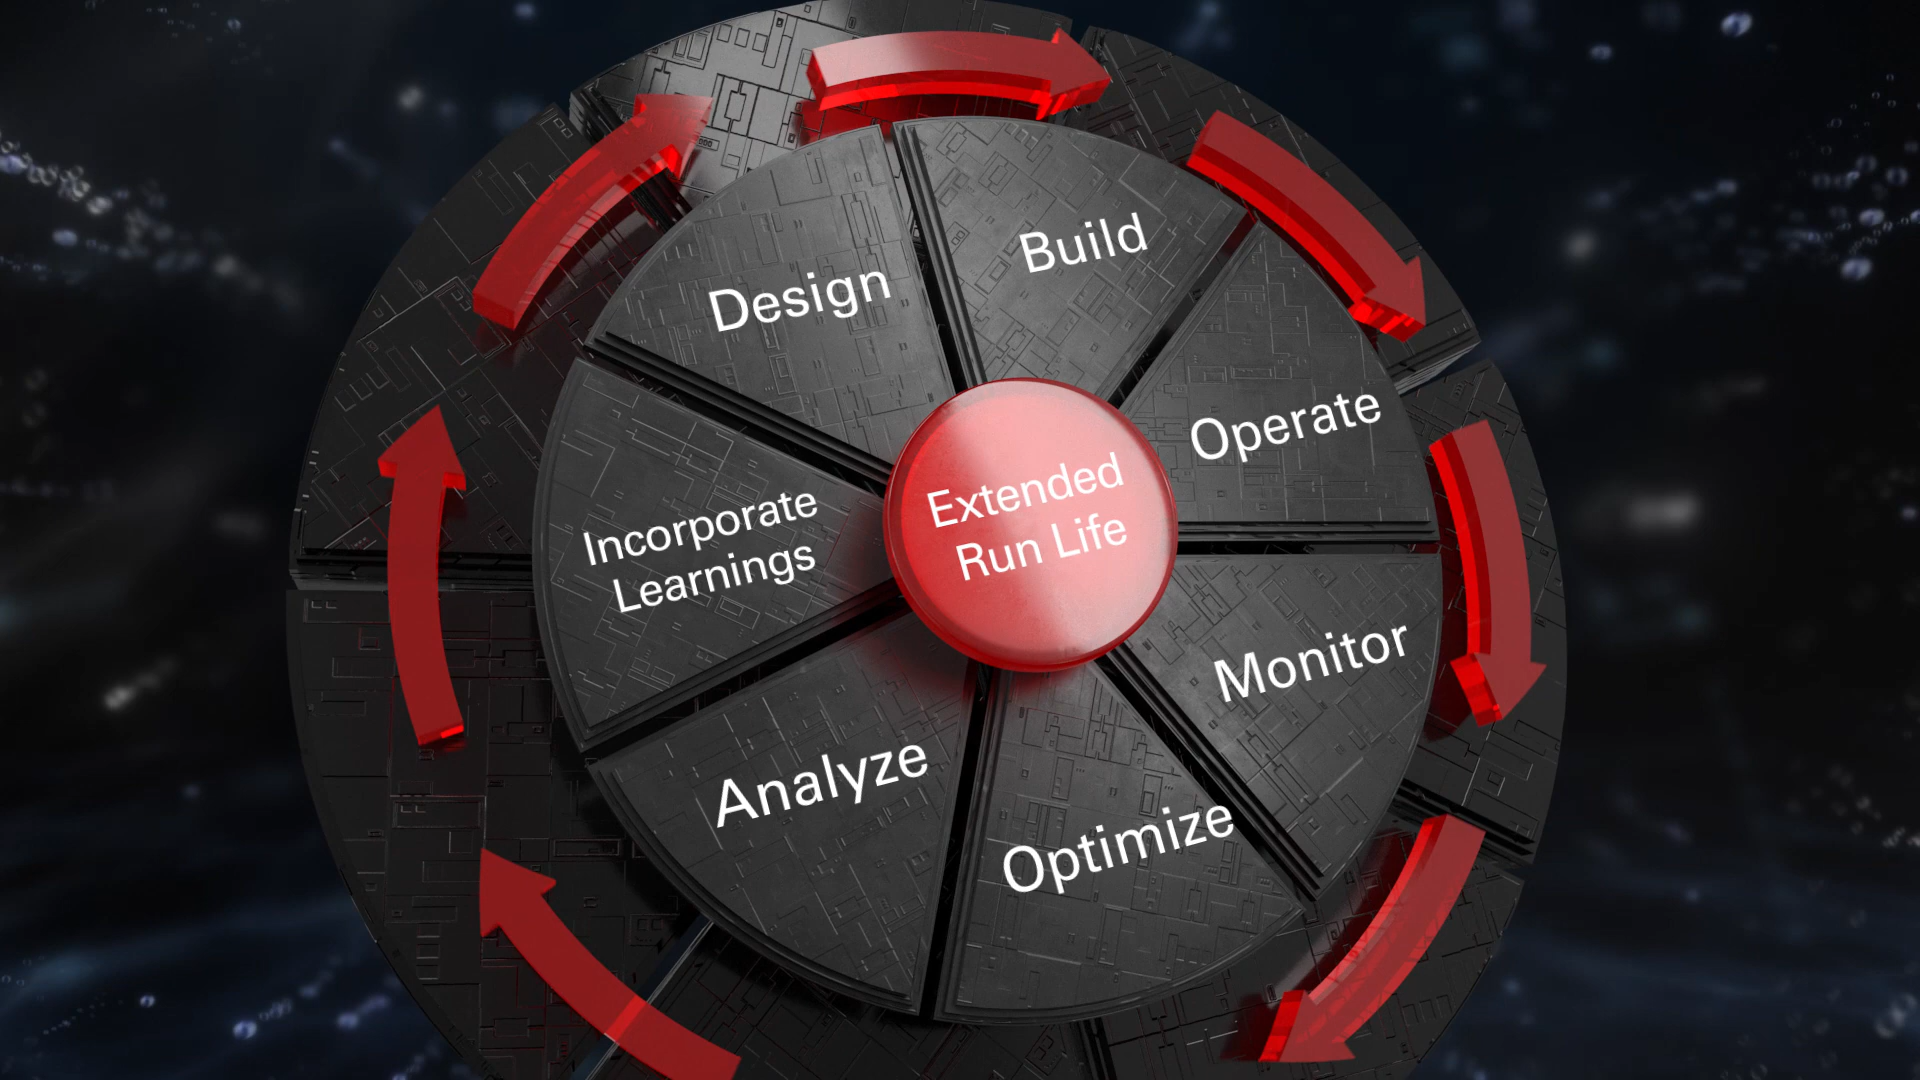 Design
Build
Operate
Monitor
Optimize
Analyze
Incorporate
Learnings
Extended
Run Life